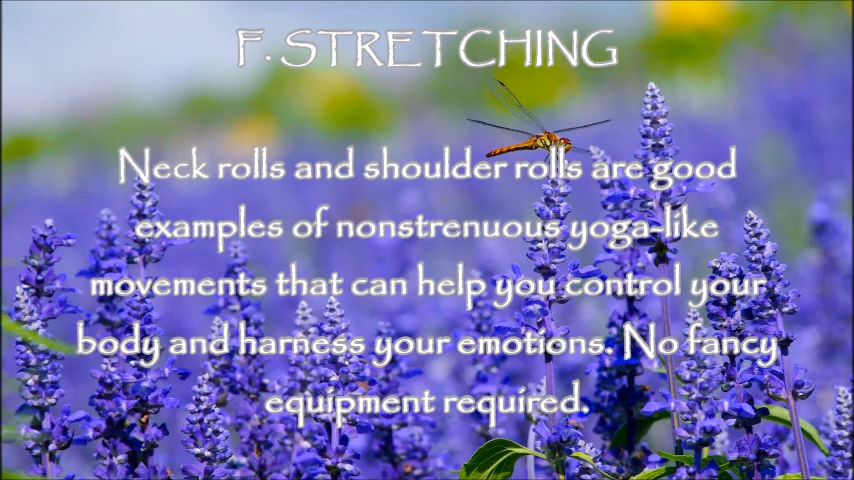 F. STRETCHING
Neck rolls and shoulder rolls are good
examples of nonstrenuous yoga-like
movements that can help you control your
body and harness your emotions. No fancy
equipment required.